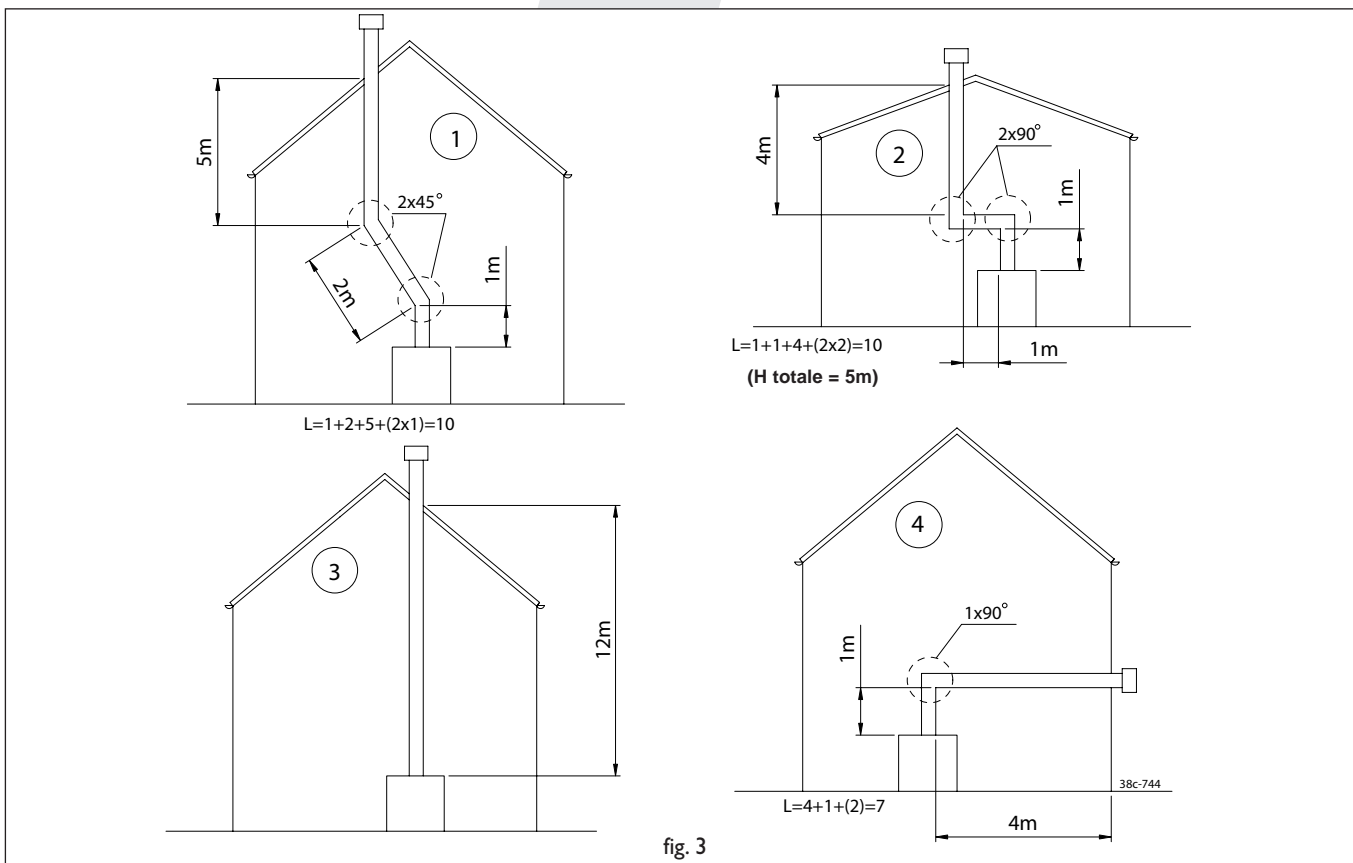 5m
1
2x45°
2m
1m
L=1+2+5+(2x1)=10
4m
2
2x90°
1m
L=1+1+4+(2x2)=10
1m
(H totale = 5m)
3
12m
4
1x90°
1m
L=4+1+(2)=7
4m
38c-744
fig. 3